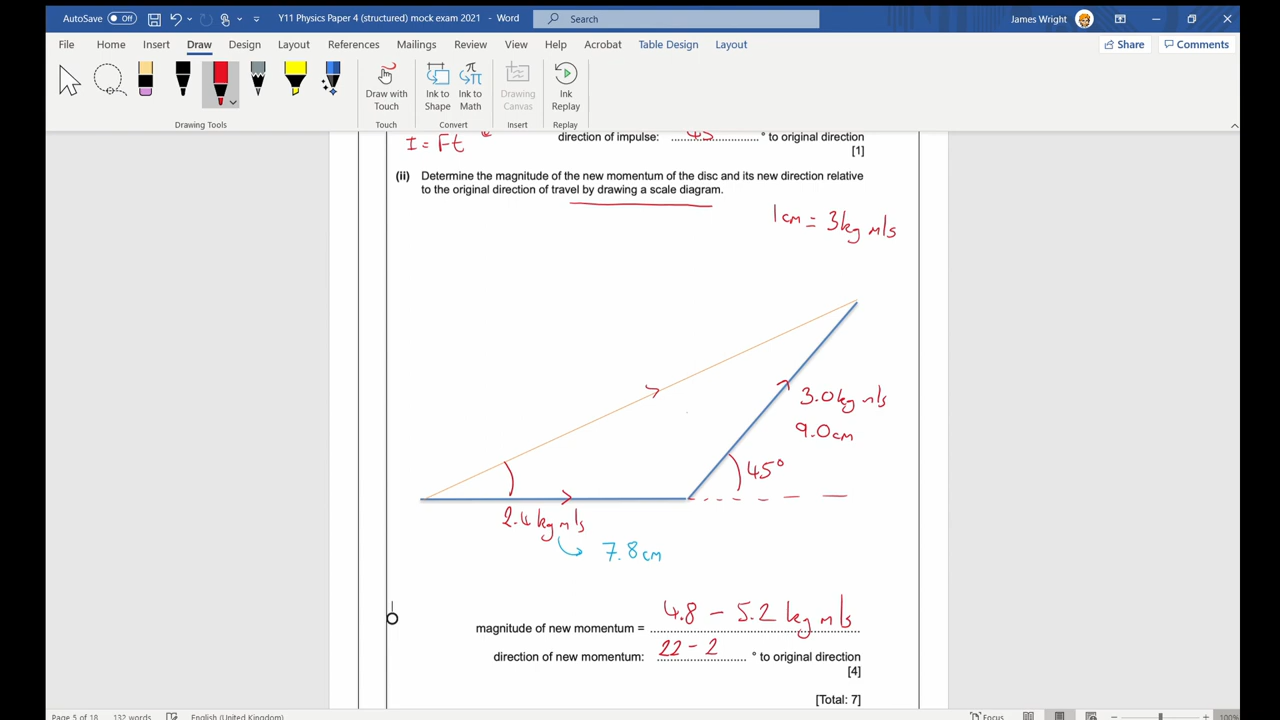 AutoSave Off Y11 Physics Paper 4 (structured) mock exam 2021 - Word Search James Wright
File Home Insert Draw Design Layout References Mailings Review View Help Acrobat Table Design Layout Share Comments
Draw with Touch Ink to Shape Ink to Math Drawing Canvas Ink Replay
Drawing Tools Touch Convert Insert Replay
I = Ft direction of impulse: 45 ° to original direction
[1]
(ii) Determine the magnitude of the new momentum of the disc and its new direction relative
to the original direction of travel by drawing a scale diagram.
1cm = 3kg m/s
3.0kg m/s
9.0cm
45°
2.4kg m/s
7.8cm
magnitude of new momentum = 4.8 - 5.2 kg m/s
direction of new momentum: 22 - 2 ° to original direction
[4]
[Total: 7]
Page 5 of 18 132 words English (United Kingdom) Focus 100%